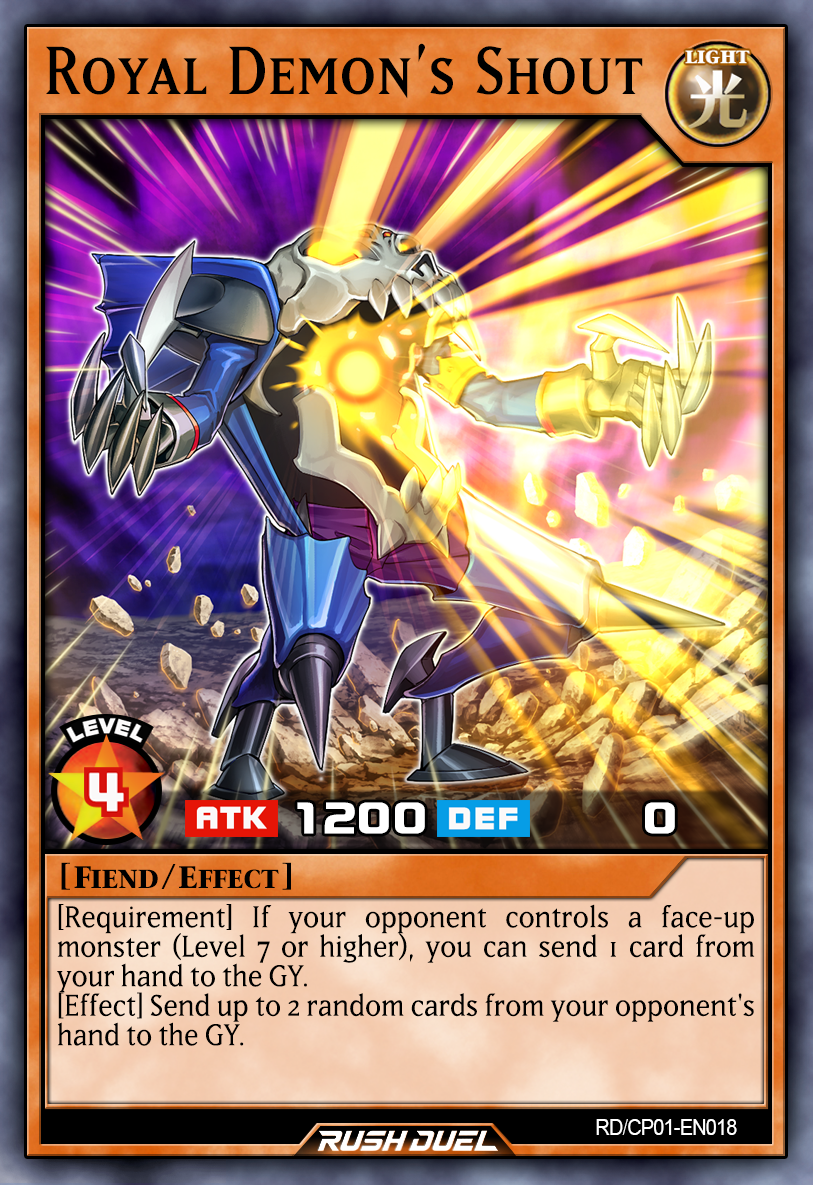 Royal Demon's Shout
LIGHT
光
LEVEL
4
ATK 1200 DEF 0
[Fiend/Effect]
[Requirement] If your opponent controls a face-up
monster (Level 7 or higher), you can send 1 card from
your hand to the GY.
[Effect] Send up to 2 random cards from your opponent's
hand to the GY.
RD/CP01-EN018
RUSH DUEL